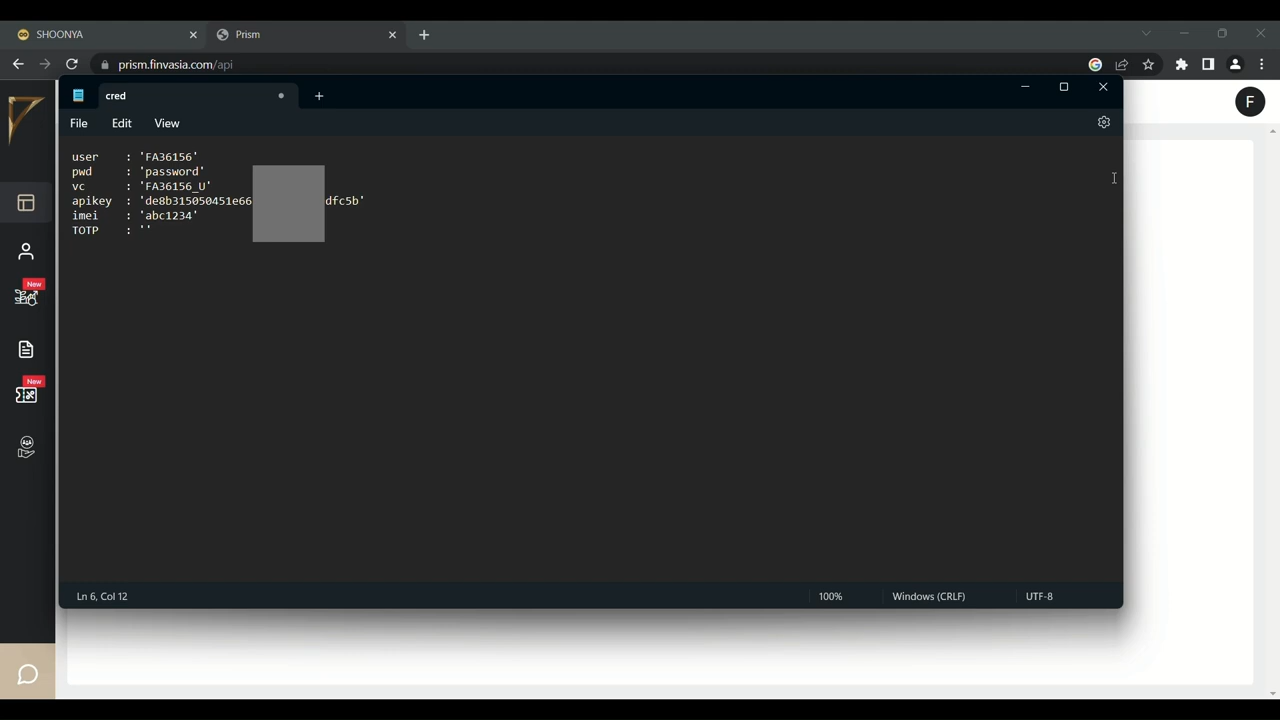 SHOONYA
Prism
prism.finvasia.com/api
cred
File Edit View
F
user : 'FA36156'
pwd : 'password'
vc : 'FA36156_U'
apikey : 'de8b315050451e66 dfc5b'
imei : 'abc1234'
TOTP : ''
New
New
Ln 6, Col 12
100%
Windows (CRLF)
UTF-8